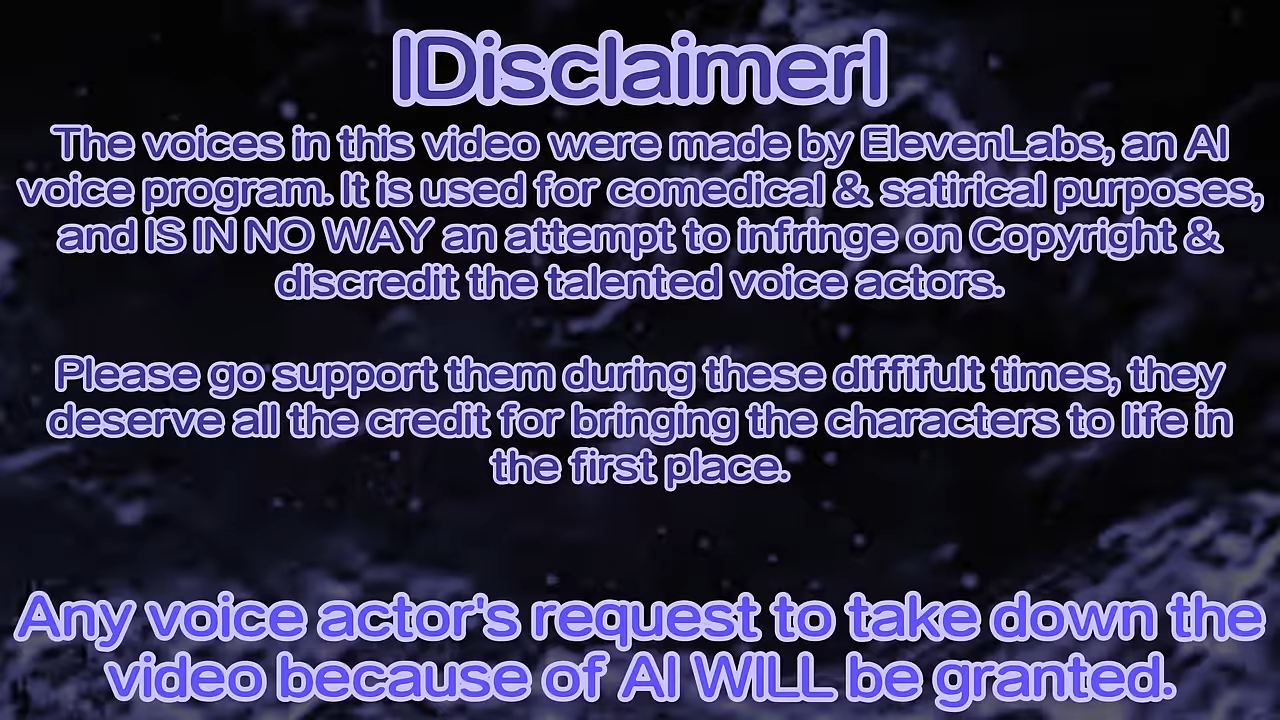 |Disclaimer|
The voices in this video were made by ElevenLabs, an AI
voice program. It is used for comedical & satirical purposes,
and IS IN NO WAY an attempt to infringe on Copyright &
discredit the talented voice actors.
Please go support them during these diffifult times, they
deserve all the credit for bringing the characters to life in
the first place.
Any voice actor's request to take down the
video because of AI WILL be granted.